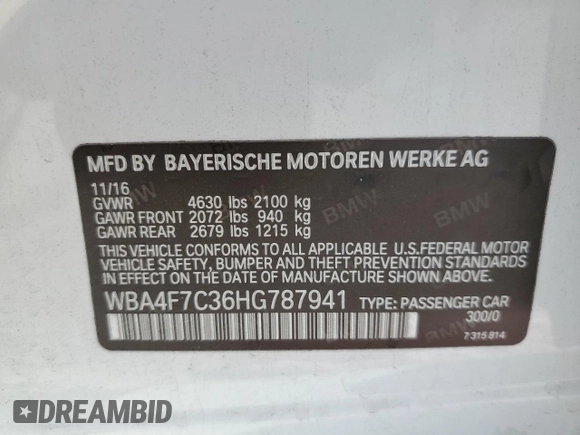 MFD BY BAYERISCHE MOTOREN WERKE AG
11/16
GVWR 4630 lbs 2100 kg
GAWR FRONT 2072 lbs 940 kg
GAWR REAR 2679 lbs 1215 kg
THIS VEHICLE CONFORMS TO ALL APPLICABLE U.S.FEDERAL MOTOR
VEHICLE SAFETY, BUMPER, AND THEFT PREVENTION STANDARDS
IN EFFECT ON THE DATE OF MANUFACTURE SHOWN ABOVE.
WBA4F7C36HG787941 TYPE: PASSENGER CAR
300/0
7315814
BMW
BMW
BMW
DREAMBID